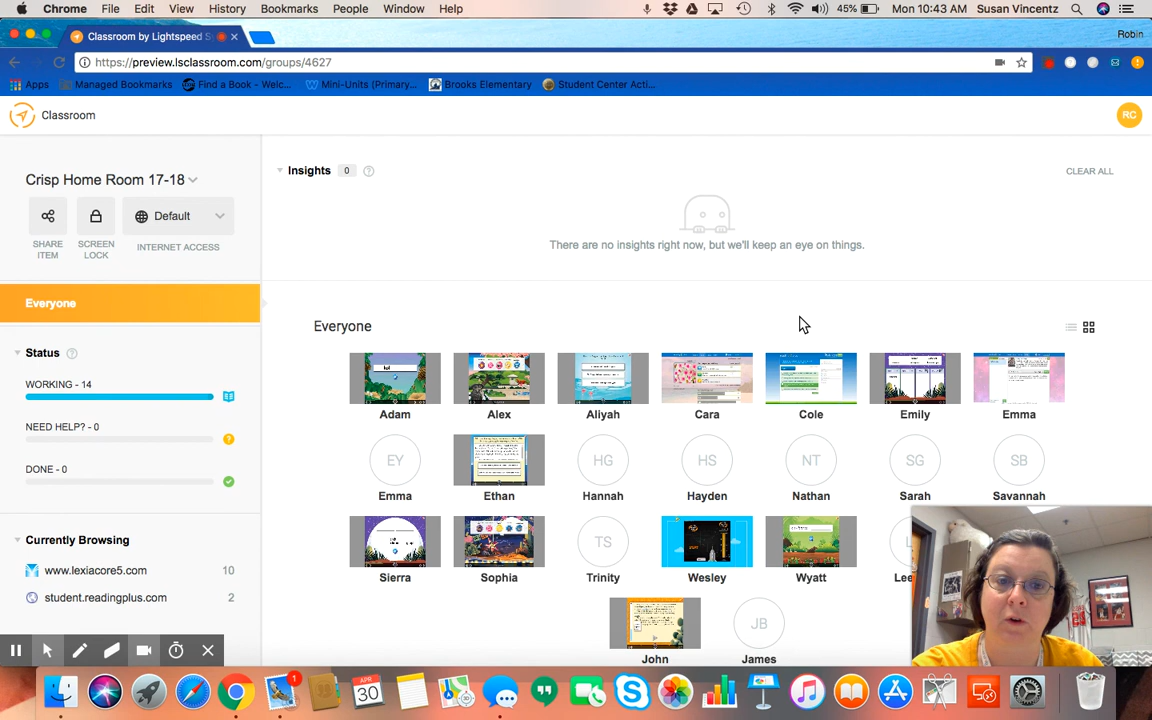 Chrome File Edit View History Bookmarks People Window Help 45% Mon 10:43 AM Susan Vincentz
Classroom by Lightspeed S
Robin
https://preview.lsclassroom.com/groups/4627
Apps Managed Bookmarks Find a Book - Welc... Mini-Units (Primary... Brooks Elementary Student Center Acti...
Classroom
RC
Crisp Home Room 17-18
Default
SHARE ITEM
SCREEN LOCK
INTERNET ACCESS
Everyone
Status ?
WORKING - 14
NEED HELP? - 0
?
DONE - 0
Currently Browsing
www.lexiacore5.com 10
student.readingplus.com 2
Insights 0 ?
CLEAR ALL
There are no insights right now, but we'll keep an eye on things.
Everyone
Adam Alex Aliyah Cara Cole Emily Emma
EY HG HS NT SG SB
Emma Ethan Hannah Hayden Nathan Sarah Savannah
TS
Sierra Sophia Trinity Wesley Wyatt Lee
JB
John James
1
APR 30